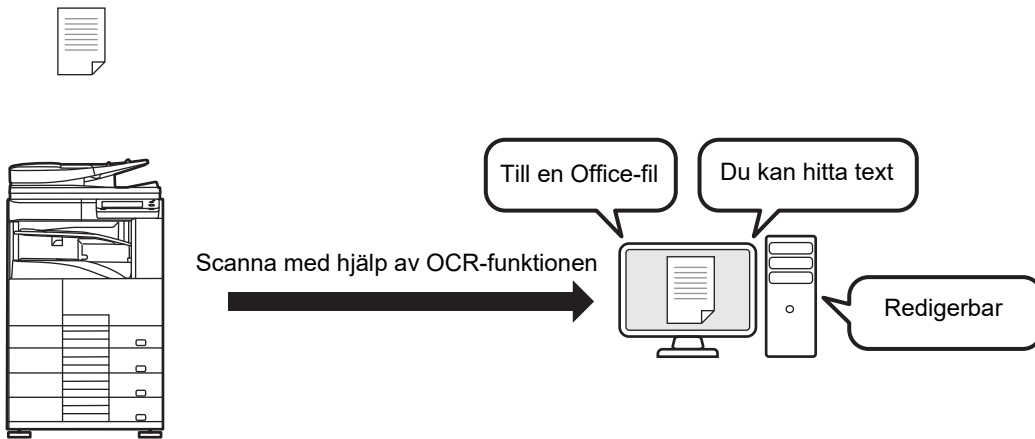 Till en Office-fil
Du kan hitta text
Scanna med hjälp av OCR-funktionen
Redigerbar